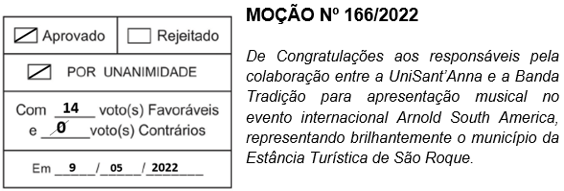 Aprovado Rejeitado
POR UNANIMIDADE
Com 14 voto(s) Favoráveis
e 0 voto(s) Contrários
Em 9 / 05 / 2022
MOÇÃO Nº 166/2022
De Congratulações aos responsáveis pela
colaboração entre a UniSant’Anna e a Banda
Tradição para apresentação musical no
evento internacional Arnold South America,
representando brilhantemente o município da
Estância Turística de São Roque.